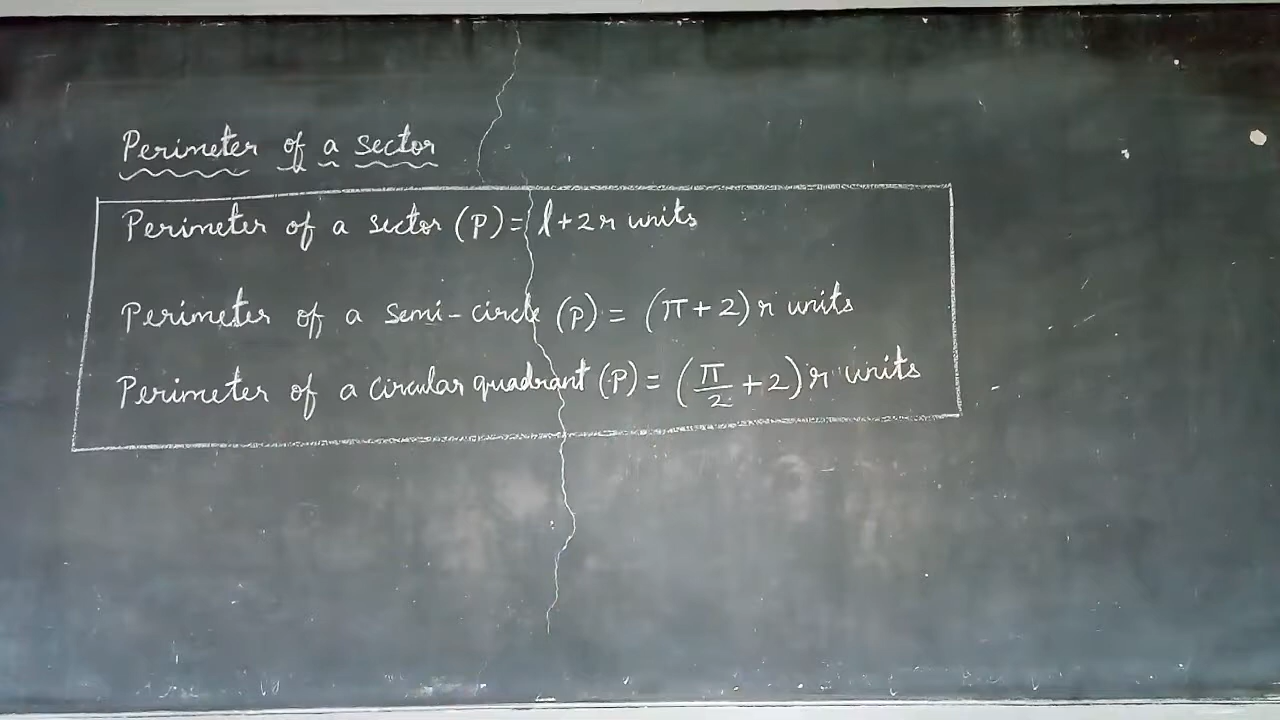 Perimeter of a sector
Perimeter of a sector (P) = l + 2r units
Perimeter of a semi-circle (P) = (π + 2) r units
Perimeter of a circular quadrant (P) = (π/2 + 2) r units